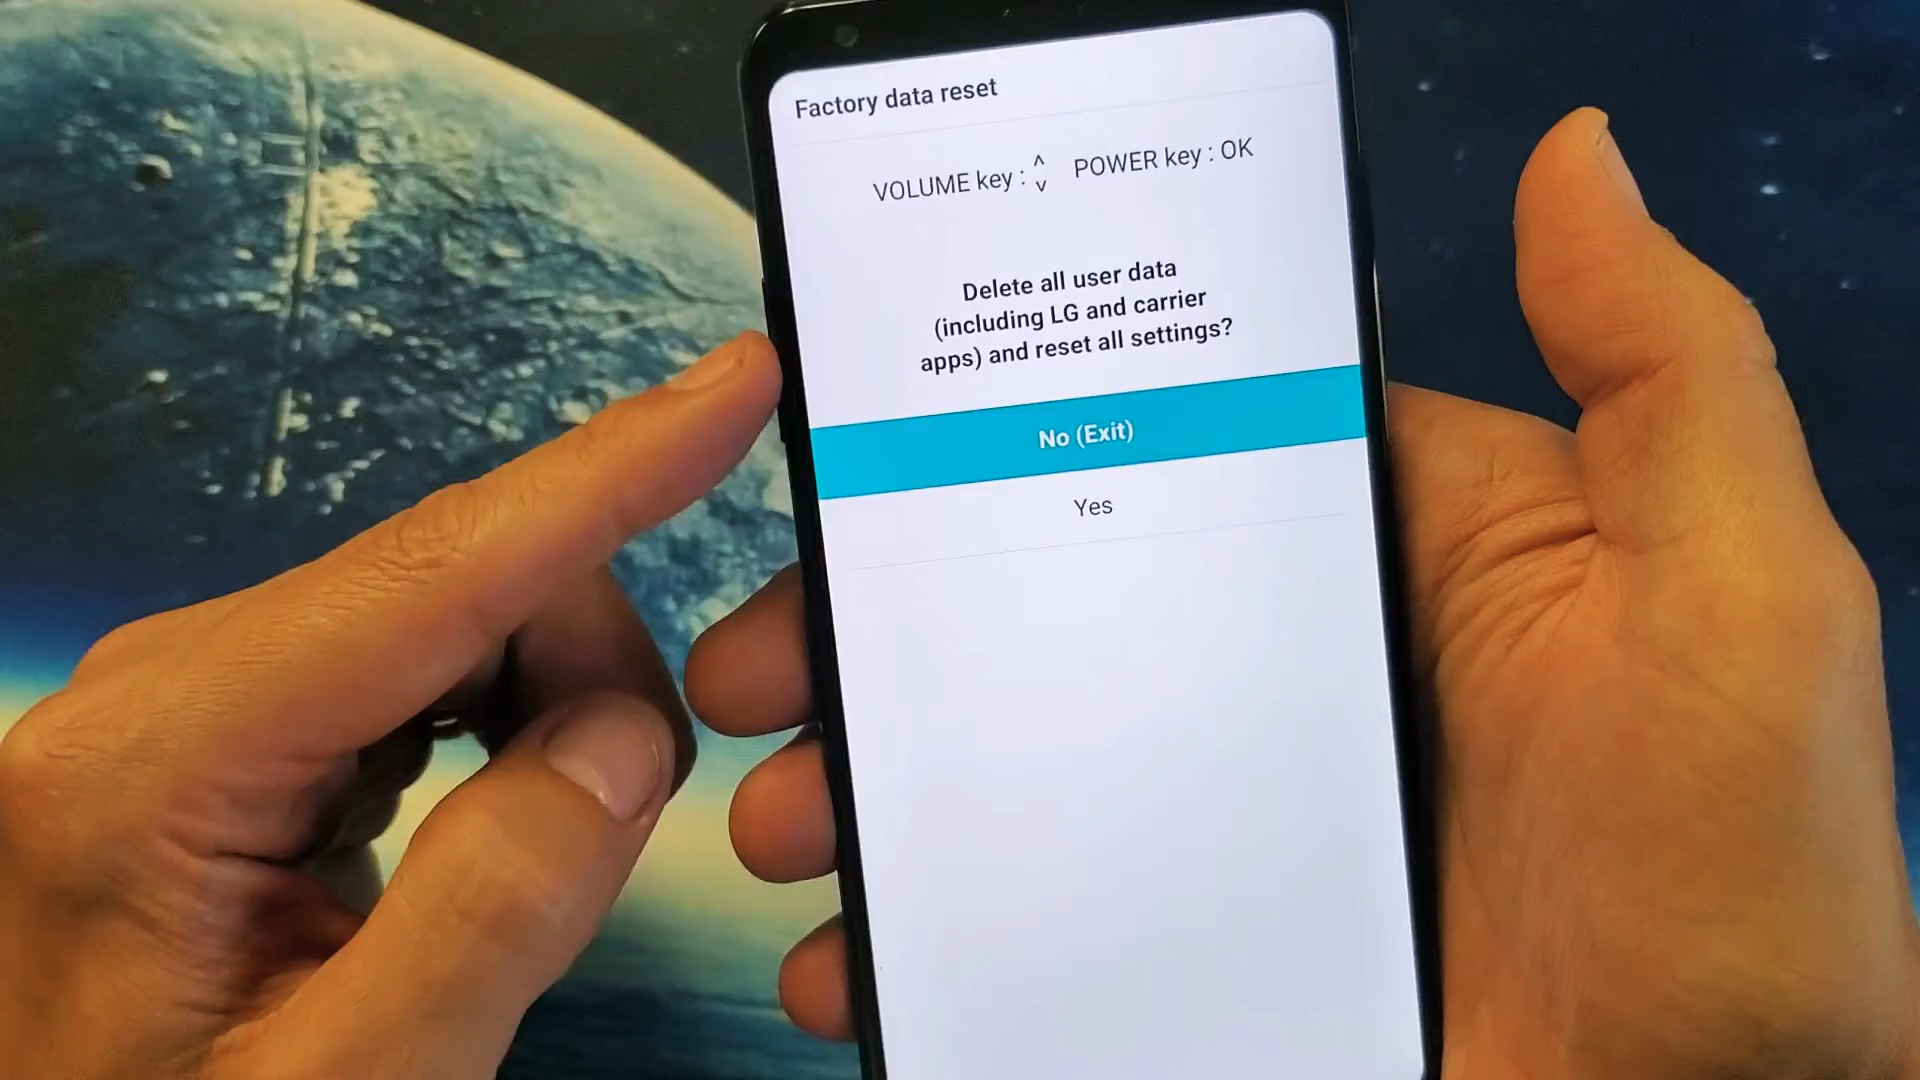 Factory data reset
VOLUME key : ^ v POWER key : OK
Delete all user data
(including LG and carrier
apps) and reset all settings?
No (Exit)
Yes